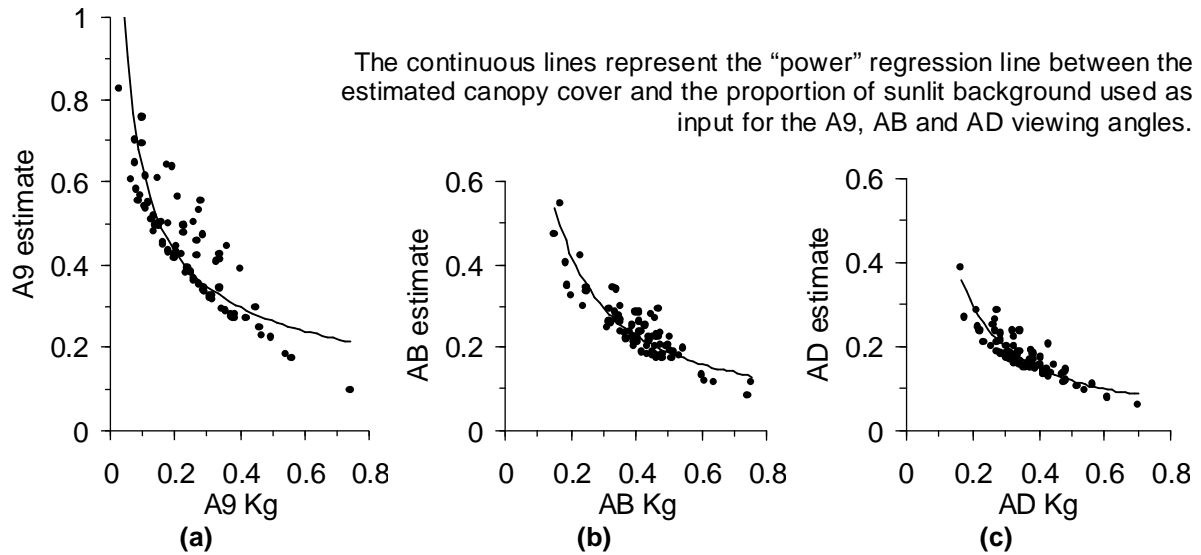 The continuous lines represent the “power” regression line between the
estimated canopy cover and the proportion of sunlit background used as
input for the A9, AB and AD viewing angles.
1
0.8
0.6
0.4
0.2
0
A9 estimate
0 0.2 0.4 0.6 0.8
A9 Kg
(a)
0.6
0.4
0.2
0
AB estimate
0 0.2 0.4 0.6 0.8
AB Kg
(b)
0.6
0.4
0.2
0
AD estimate
0 0.2 0.4 0.6 0.8
AD Kg
(c)